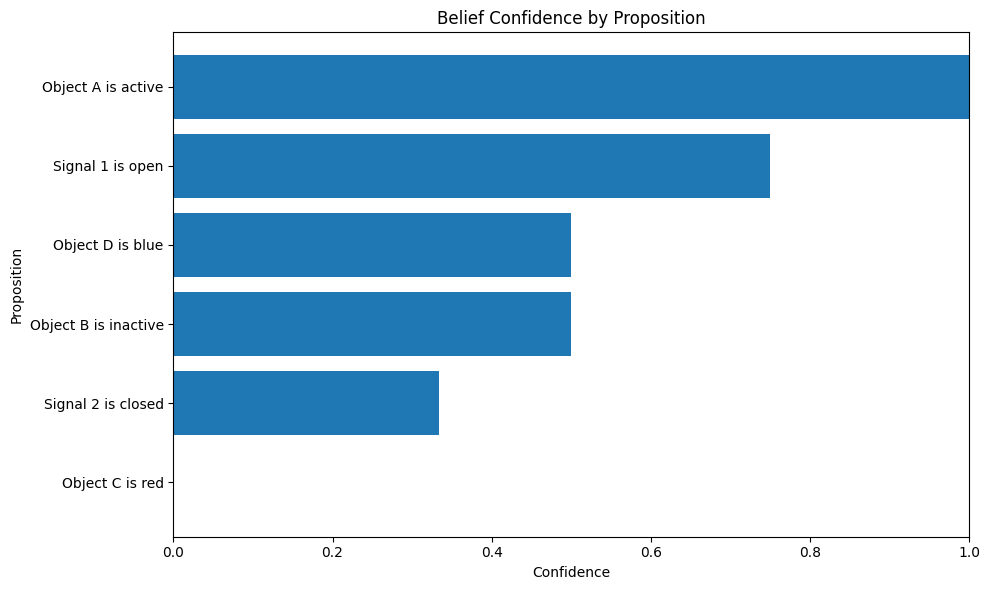 Belief Confidence by Proposition
Proposition
Object A is active
Signal 1 is open
Object D is blue
Object B is inactive
Signal 2 is closed
Object C is red
0.0 0.2 0.4 0.6 0.8 1.0
Confidence